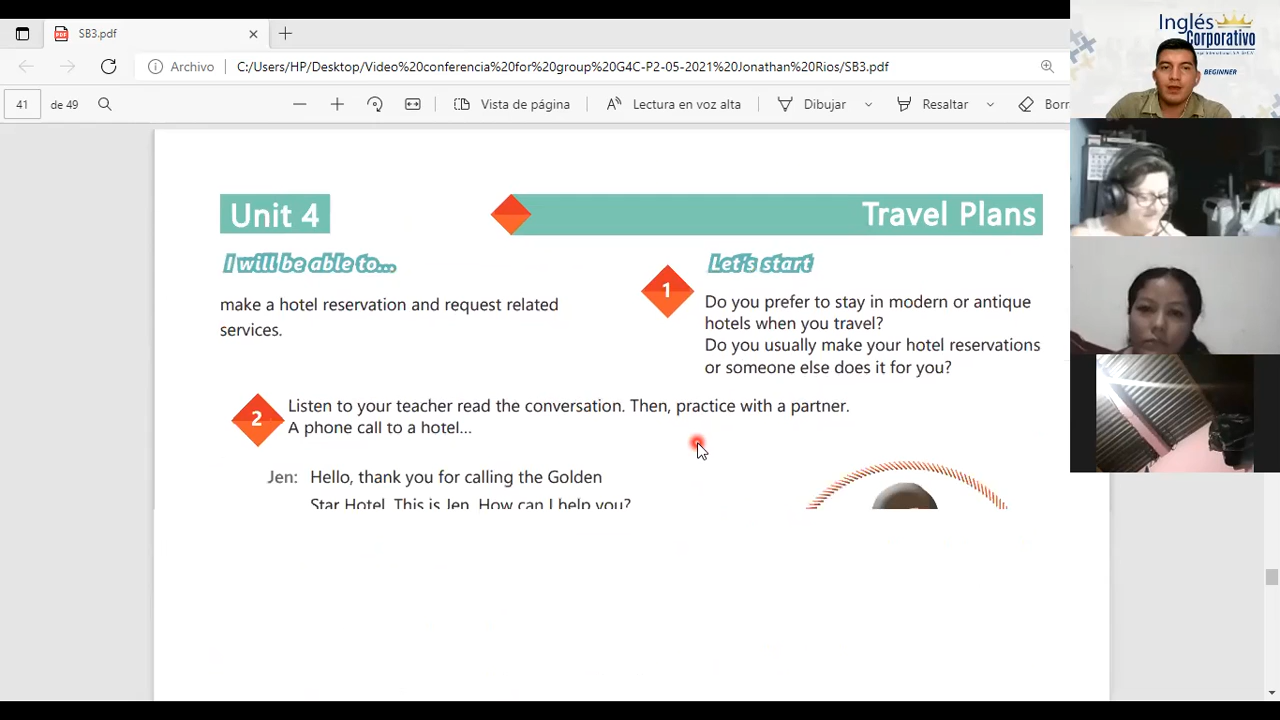 SB3.pdf
Archivo
C:/Users/HP/Desktop/Video%20conferencia%20for%20group%20G4C-P2-05-2021%20Jonathan%20Rios/SB3.pdf
41 de 49
Vista de página
Lectura en voz alta
Dibujar
Resaltar
Borr
Inglés
Corporativo
BEGINNER
Unit 4
Travel Plans
I will be able to...
make a hotel reservation and request related
services.
Let's start
1
Do you prefer to stay in modern or antique
hotels when you travel?
Do you usually make your hotel reservations
or someone else does it for you?
2
Listen to your teacher read the conversation. Then, practice with a partner.
A phone call to a hotel...
Jen: Hello, thank you for calling the Golden
Star Hotel. This is Jen. How can I help you?